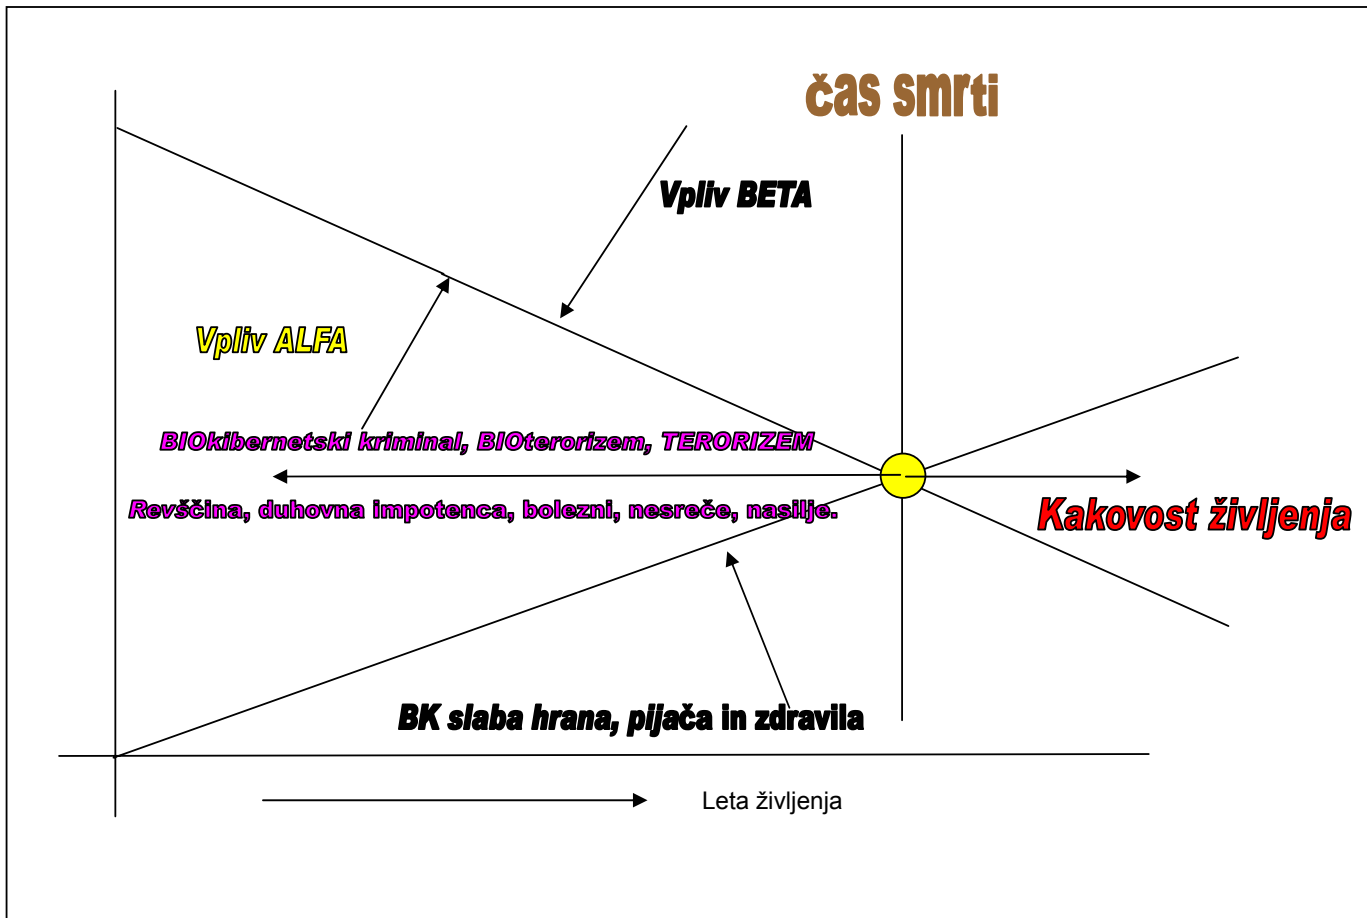 čas smrti
Vpliv BETA
Vpliv ALFA
BIOkibernetski kriminal, BIOterorizem, TERORIZEM
Revščina, duhovna impotenca, bolezni, nesreče, nasilje.
Kakovost življenja
BK slaba hrana, pijača in zdravila
Leta življenja